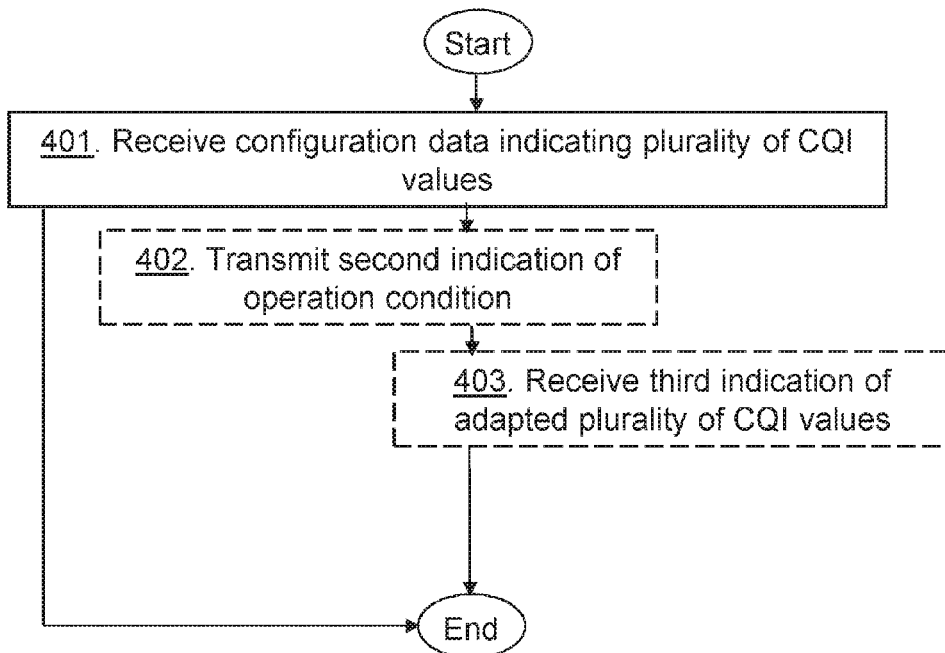 Start
401. Receive configuration data indicating plurality of CQI
values
402. Transmit second indication of
operation condition
403. Receive third indication of
adapted plurality of CQI values
End